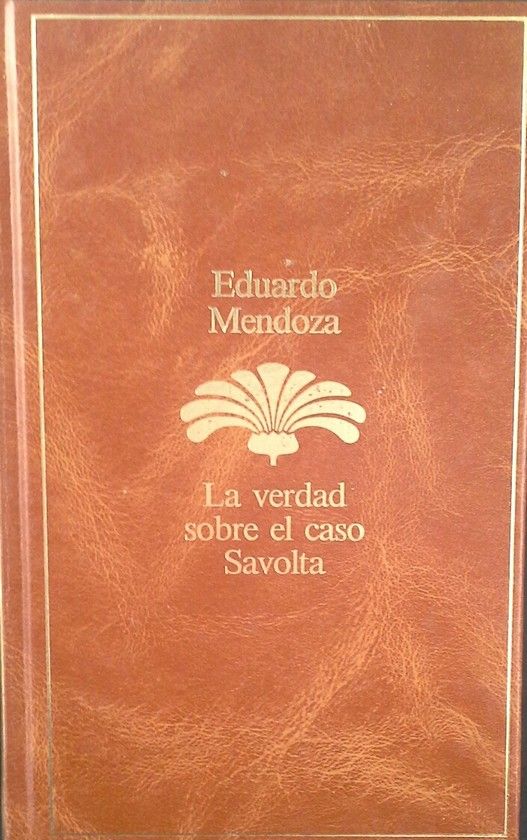 Eduardo
Mendoza
La verdad
sobre el caso
Savolta